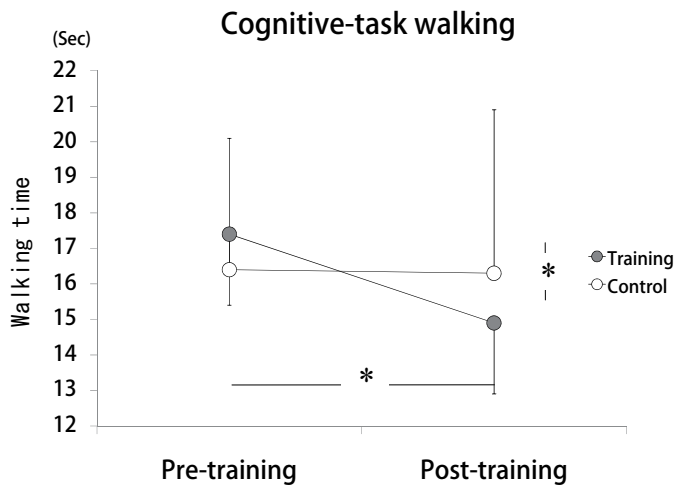 Cognitive-task walking
(Sec)
22
21
20
19
18
17
16
15
14
13
12
Walking time
*
*
Training
Control
Pre-training
Post-training